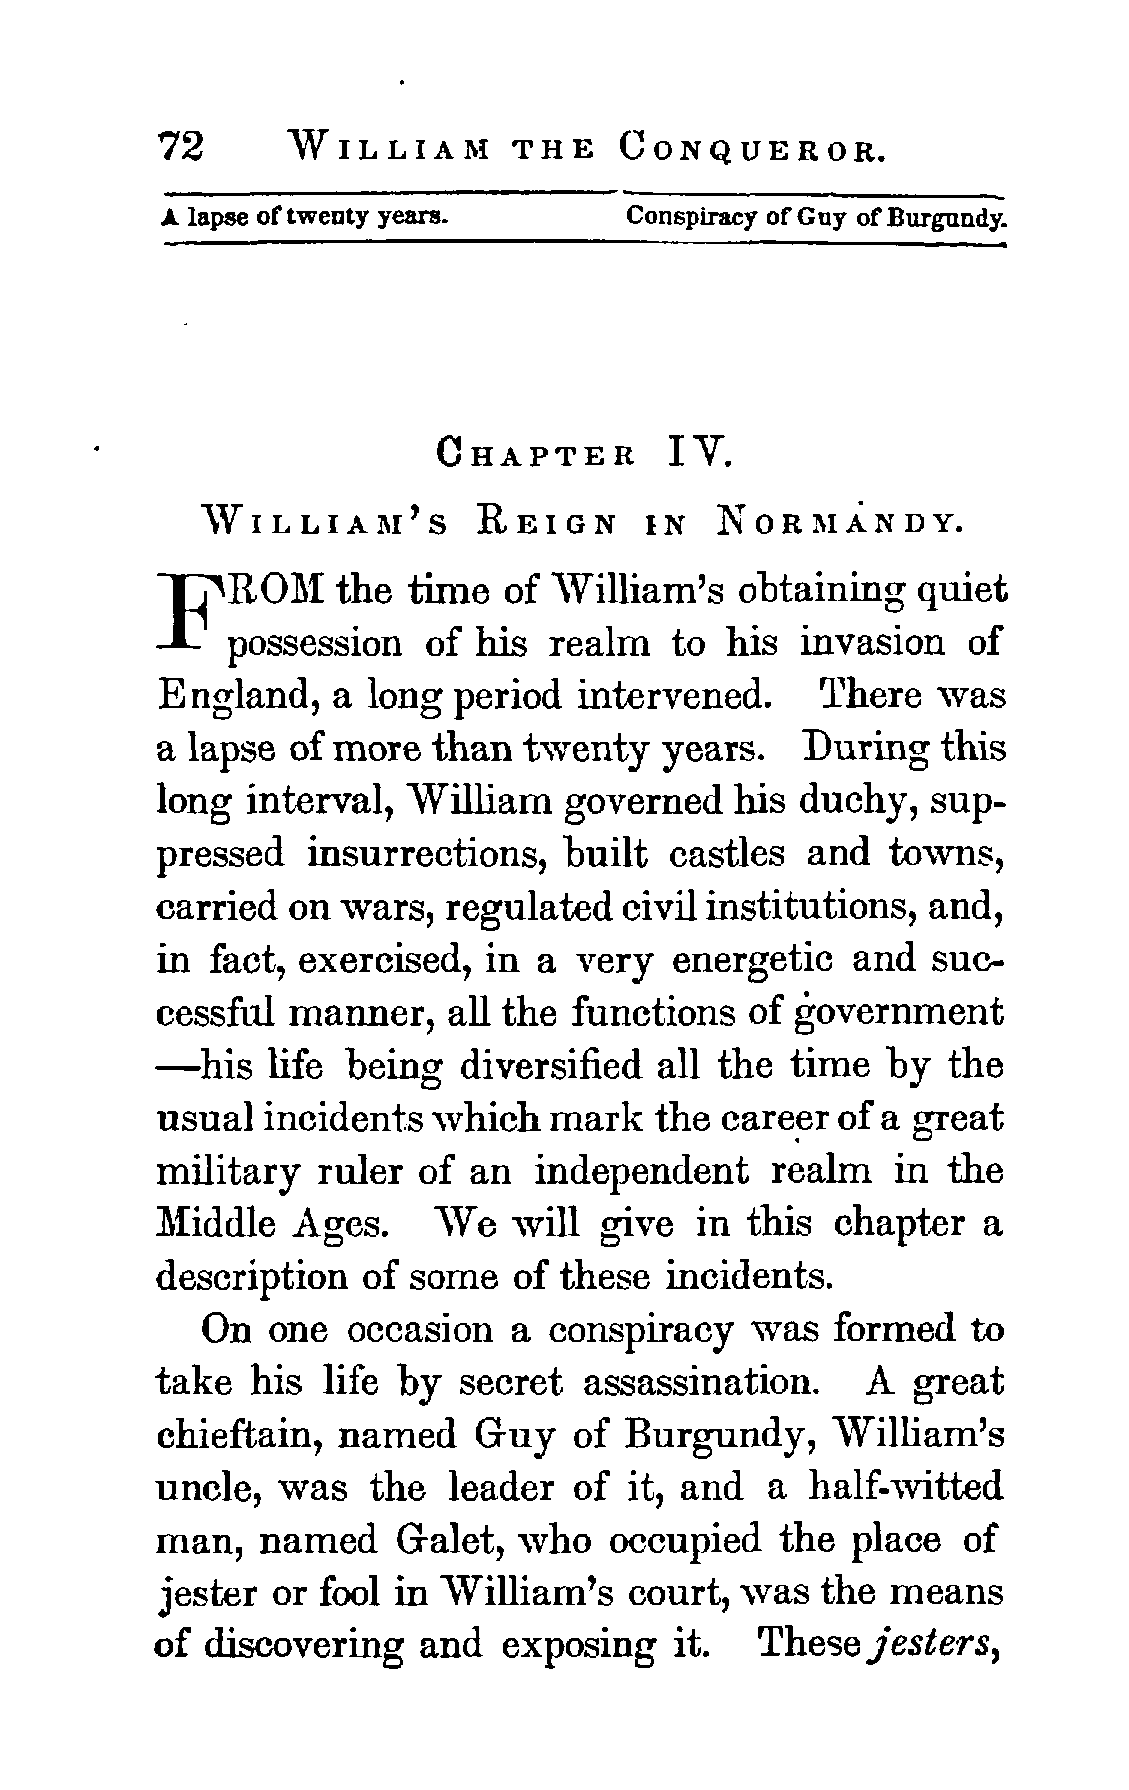 72 WILLIAM THE CONQUEROR.
A lapse of twenty years. Conspiracy of Guy of Burgundy.
CHAPTER IV.
WILLIAM'S REIGN IN NORMANDY.
FROM the time of William's obtaining quiet
possession of his realm to his invasion of
England, a long period intervened. There was
a lapse of more than twenty years. During this
long interval, William governed his duchy, sup-
pressed insurrections, built castles and towns,
carried on wars, regulated civil institutions, and,
in fact, exercised, in a very energetic and suc-
cessful manner, all the functions of government
—his life being diversified all the time by the
usual incidents which mark the career of a great
military ruler of an independent realm in the
Middle Ages. We will give in this chapter a
description of some of these incidents.
On one occasion a conspiracy was formed to
take his life by secret assassination. A great
chieftain, named Guy of Burgundy, William's
uncle, was the leader of it, and a half-witted
man, named Galet, who occupied the place of
jester or fool in William's court, was the means
of discovering and exposing it. These jesters,